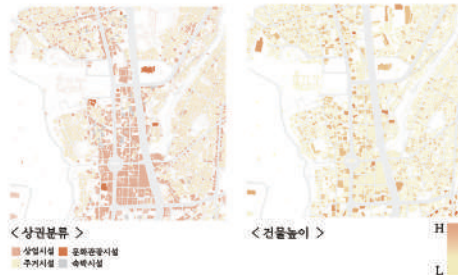 < 상권분류 >
상업시설 문화관광시설
주거시설 숙박시설
< 건물높이 >
H
L